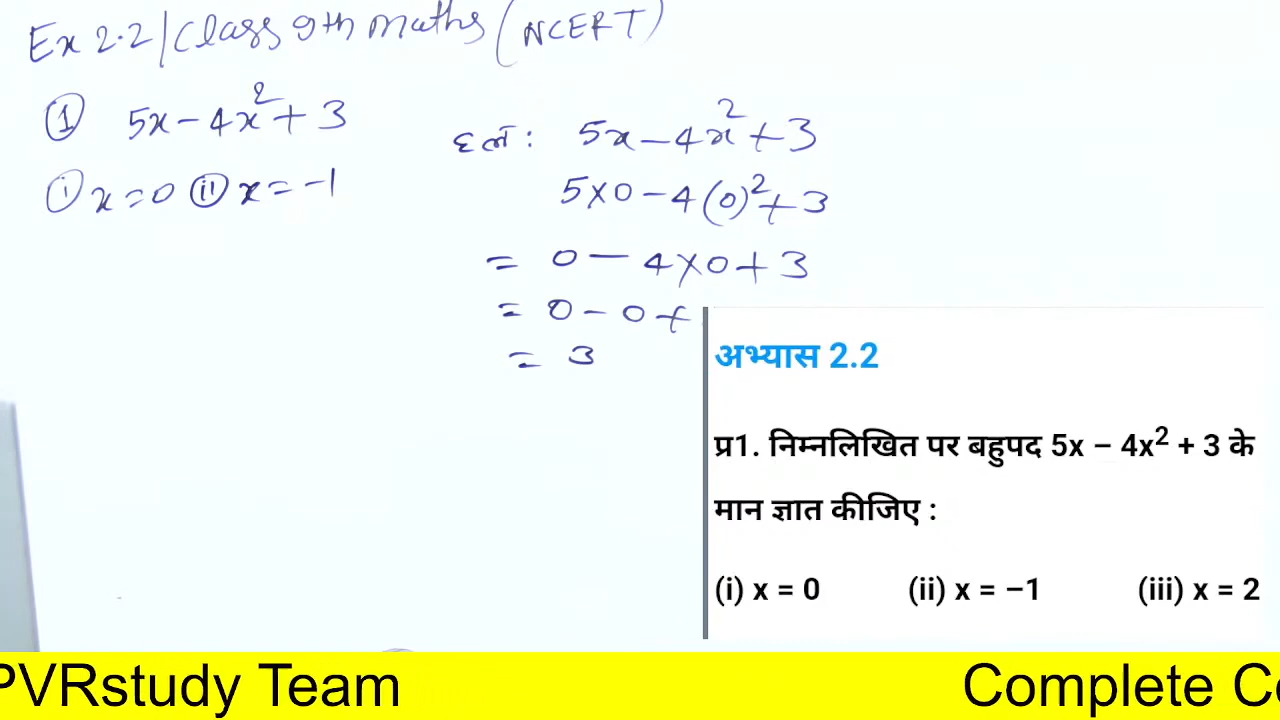 Ex 2.2/Class 9th Maths (NCERT)
① 5x - 4x² + 3
ⓘ x = 0 ⓘⓘ x = -1
हल: 5x - 4x² + 3
5×0 - 4(0)² + 3
= 0 - 4×0 + 3
= 0 - 0 +
= 3
अभ्यास 2.2
प्र1. निम्नलिखित पर बहुपद 5x – 4x² + 3 के
मान ज्ञात कीजिए :
(i) x = 0 (ii) x = –1 (iii) x = 2
PVRstudy Team Complete Co